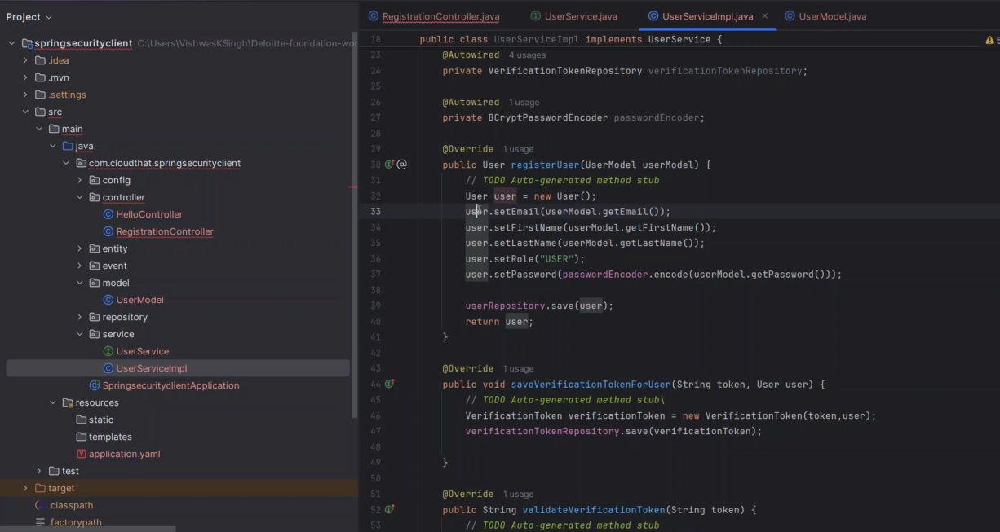 Project
RegistrationController.java
UserService.java
UserServiceImpl.java
UserModel.java
springsecurityclient C:\Users\VishwasKSingh\Deloitte-foundation-wor
.idea
.mvn
.settings
src
main
java
com.cloudthat.springsecurityclient
config
controller
HelloController
RegistrationController
entity
event
model
UserModel
repository
service
UserService
UserServiceImpl
SpringsecurityclientApplication
resources
static
templates
application.yaml
test
target
.classpath
.factorypath
18 public class UserServiceImpl implements UserService { 5
23 @Autowired 4 usages
24 private VerificationTokenRepository verificationTokenRepository;
25
26 @Autowired 1 usage
27 private BCryptPasswordEncoder passwordEncoder;
28
29 @Override 1 usage
30 public User registerUser(UserModel userModel) {
31 // TODO Auto-generated method stub
32 User user = new User();
33 user.setEmail(userModel.getEmail());
34 user.setFirstName(userModel.getFirstName());
35 user.setLastName(userModel.getLastName());
36 user.setRole("USER");
37 user.setPassword(passwordEncoder.encode(userModel.getPassword()));
38
39 userRepository.save(user);
40 return user;
41 }
42
43 @Override 1 usage
44 public void saveVerificationTokenForUser(String token, User user) {
45 // TODO Auto-generated method stub\
46 VerificationToken verificationToken = new VerificationToken(token,user);
47 verificationTokenRepository.save(verificationToken);
48
49 }
50
51 @Override 1 usage
52 public String validateVerificationToken(String token) {
53 // TODO Auto-generated method stub